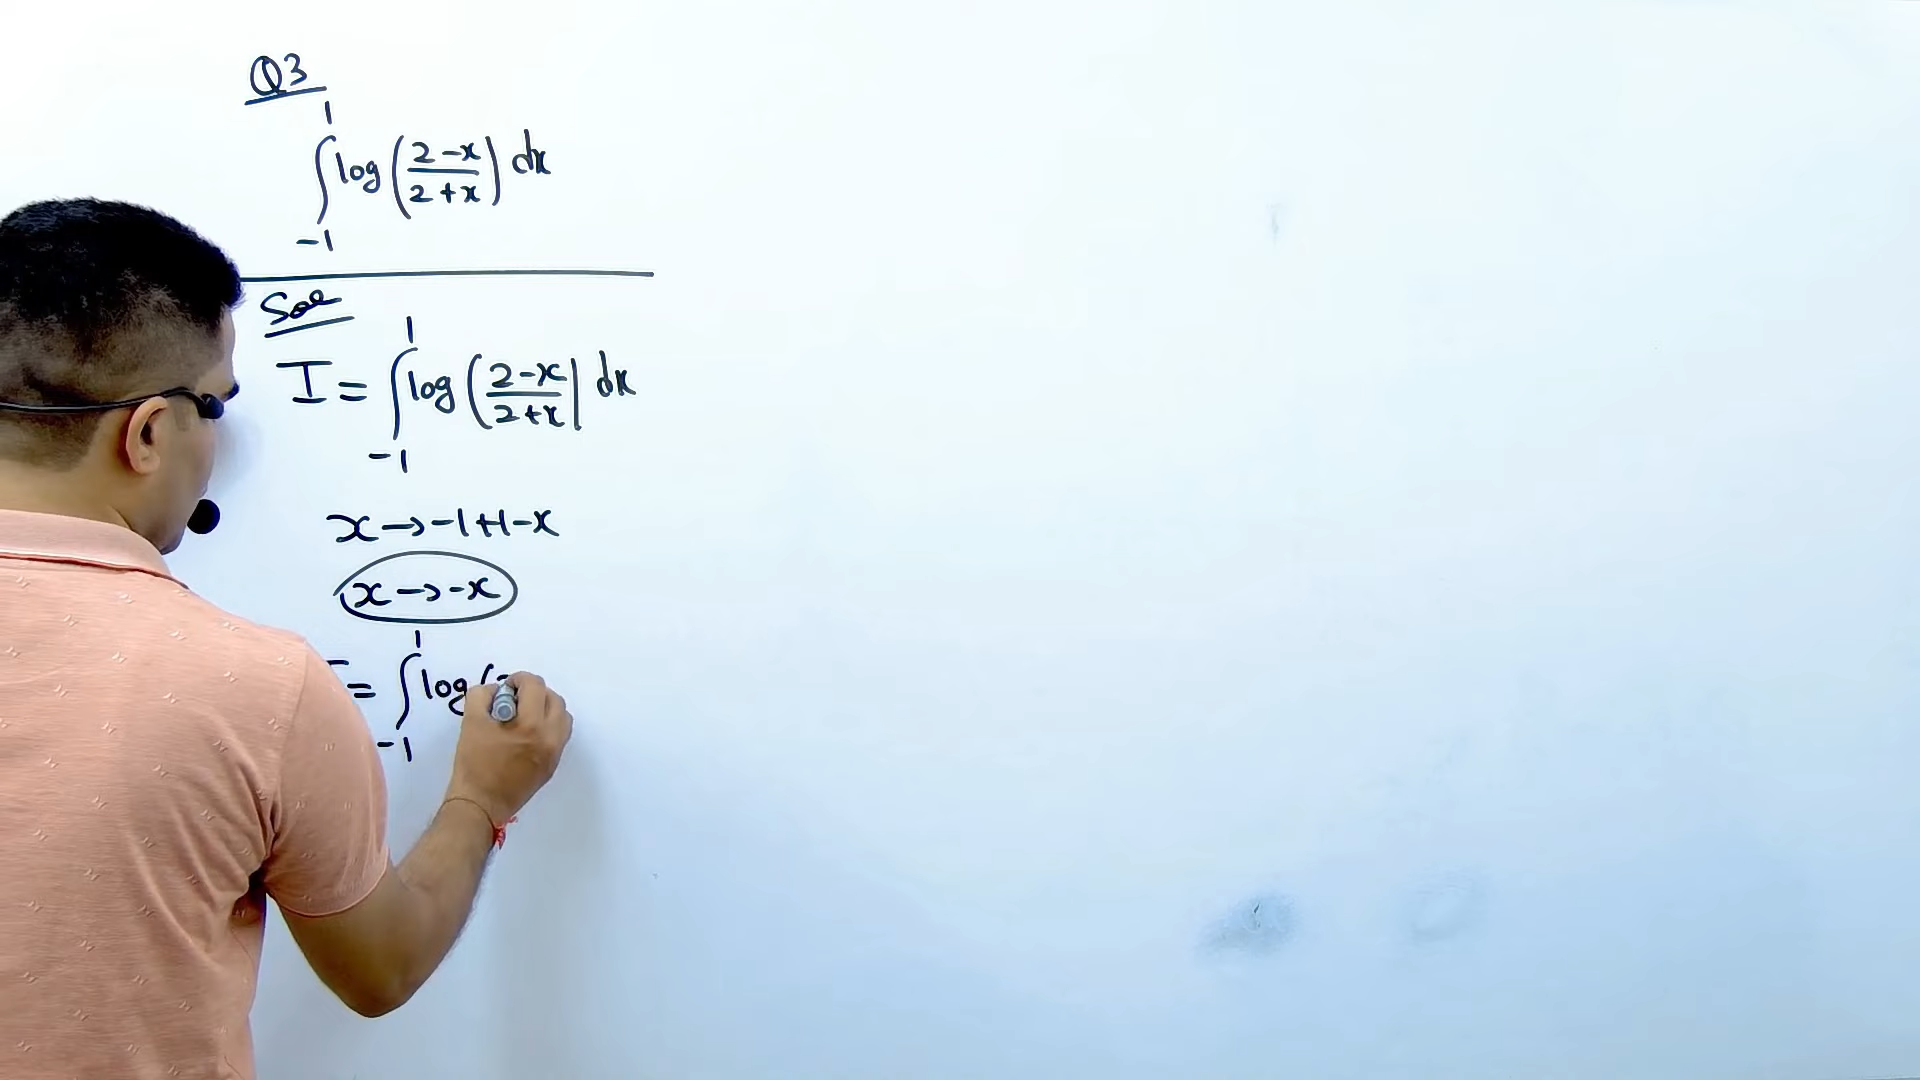 Q3
∫_{-1}^{1} log((2-x)/(2+x)) dx
Sol
I = ∫_{-1}^{1} log((2-x)/(2+x)) dx
x → -1+1-x
x → -x
= ∫_{-1}^{1} log(